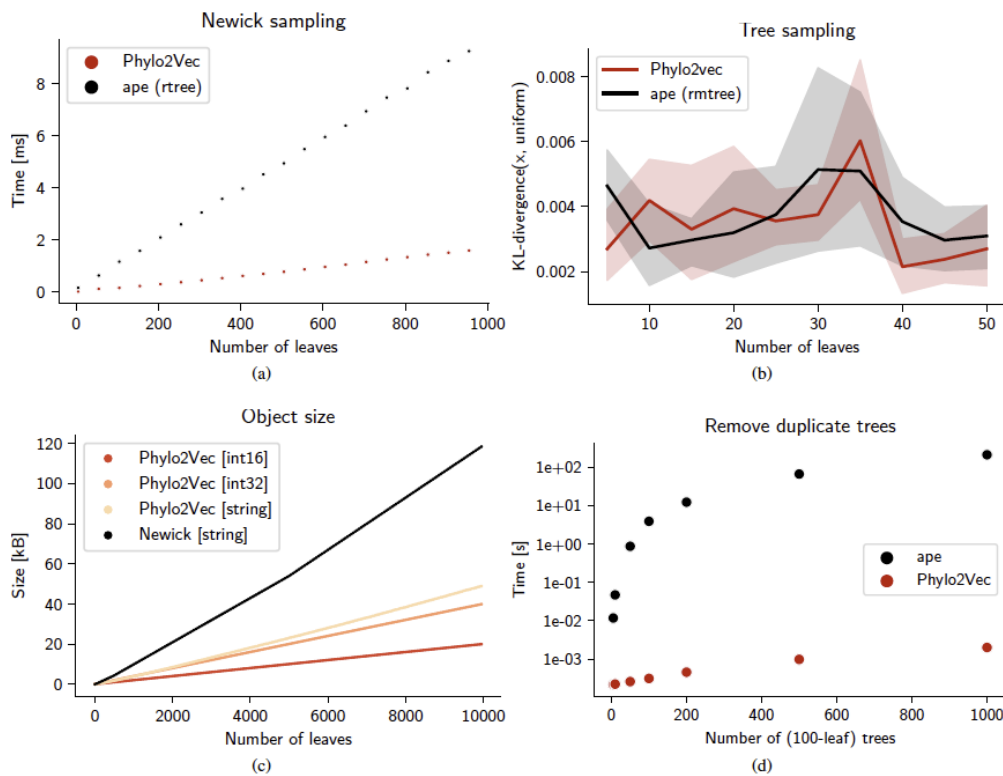 Newick sampling
Phylo2Vec
ape (rtree)
Time [ms]
8
6
4
2
0
0
200
400
600
800
1000
Number of leaves
(a)
Tree sampling
Phylo2vec
ape (rmtree)
KL-divergence(x, uniform)
0.008
0.006
0.004
0.002
10
20
30
40
50
Number of leaves
(b)
Object size
Phylo2Vec [int16]
Phylo2Vec [int32]
Phylo2Vec [string]
Newick [string]
Size [kB]
120
100
80
60
40
20
0
0
2000
4000
6000
8000
10000
Number of leaves
(c)
Remove duplicate trees
ape
Phylo2Vec
Time [s]
1e+02
1e+01
1e+00
1e-01
1e-02
1e-03
0
200
400
600
800
1000
Number of (100-leaf) trees
(d)